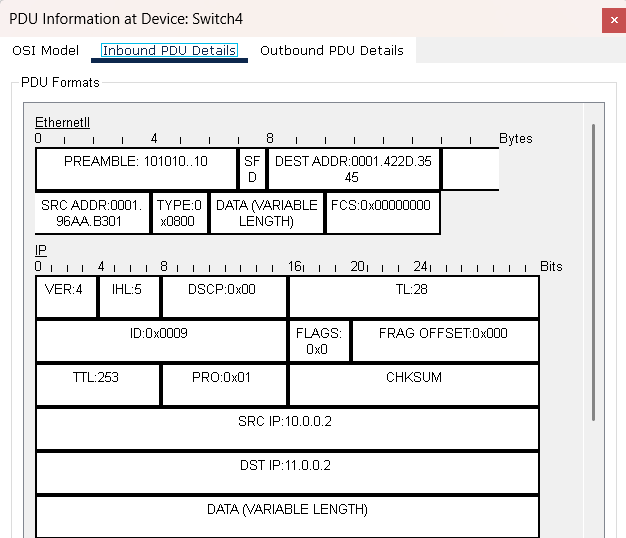 PDU Information at Device: Switch4
×
OSI Model Inbound PDU Details Outbound PDU Details
PDU Formats
EthernetII
0 4 8 Bytes
PREAMBLE: 101010..10 SF DEST ADDR:0001.422D.35
D 45
SRC ADDR:0001. TYPE:0 DATA (VARIABLE FCS:0x00000000
96AA.B301 x0800 LENGTH)
IP
0 4 8 16 20 24 Bits
VER:4 IHL:5 DSCP:0x00 TL:28
ID:0x0009 FLAGS: FRAG OFFSET:0x000
0x0
TTL:253 PRO:0x01 CHKSUM
SRC IP:10.0.0.2
DST IP:11.0.0.2
DATA (VARIABLE LENGTH)